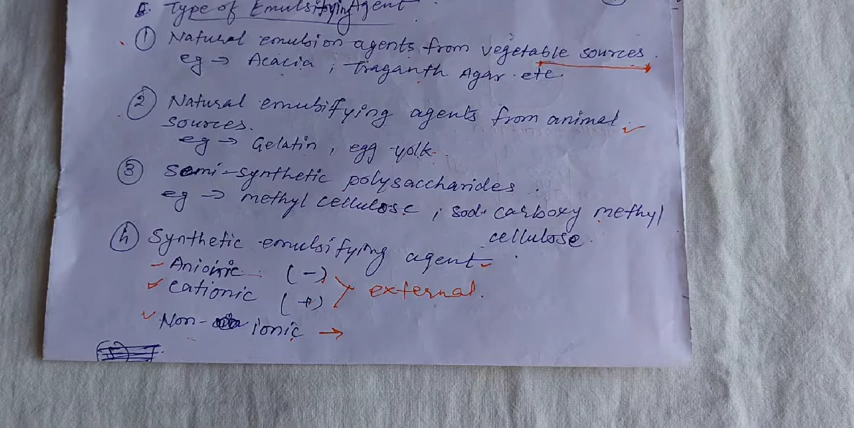 Type of Emulsifying Agent
① Natural emulsion agents from vegetable sources.
eg → Acacia, Traganth Agar etc
② Natural emulsifying agents from animal
sources.
eg → Gelatin, egg yolk.
③ Semi-synthetic polysaccharides.
eg → methyl cellulose, Sod. carboxy methyl
cellulose.
④ Synthetic emulsifying agent
- Anionic (-)
external.
✓ Cationic (+)
✓ Non- ionic →